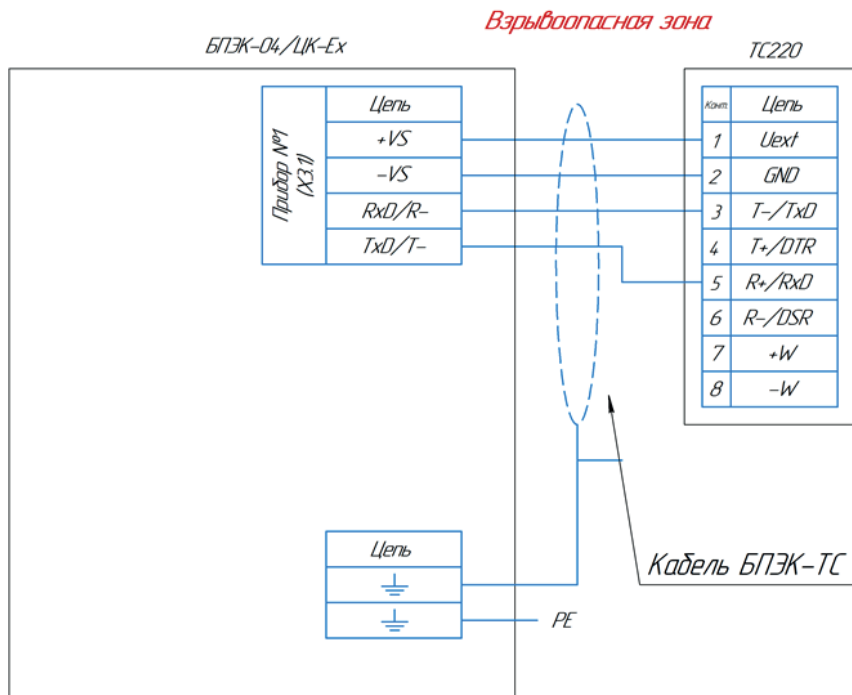 Взрывоопасная зона
БПЭК-04/ЦК-Ex
ТС220
Прибор №1
(X3.1)
Цепь
+VS
-VS
RxD/R-
TxD/T-
Конт. Цепь
1 Uext
2 GND
3 T-/TxD
4 T+/DTR
5 R+/RxD
6 R-/DSR
7 +W
8 -W
Цепь
PE
Кабель БПЭК-ТС